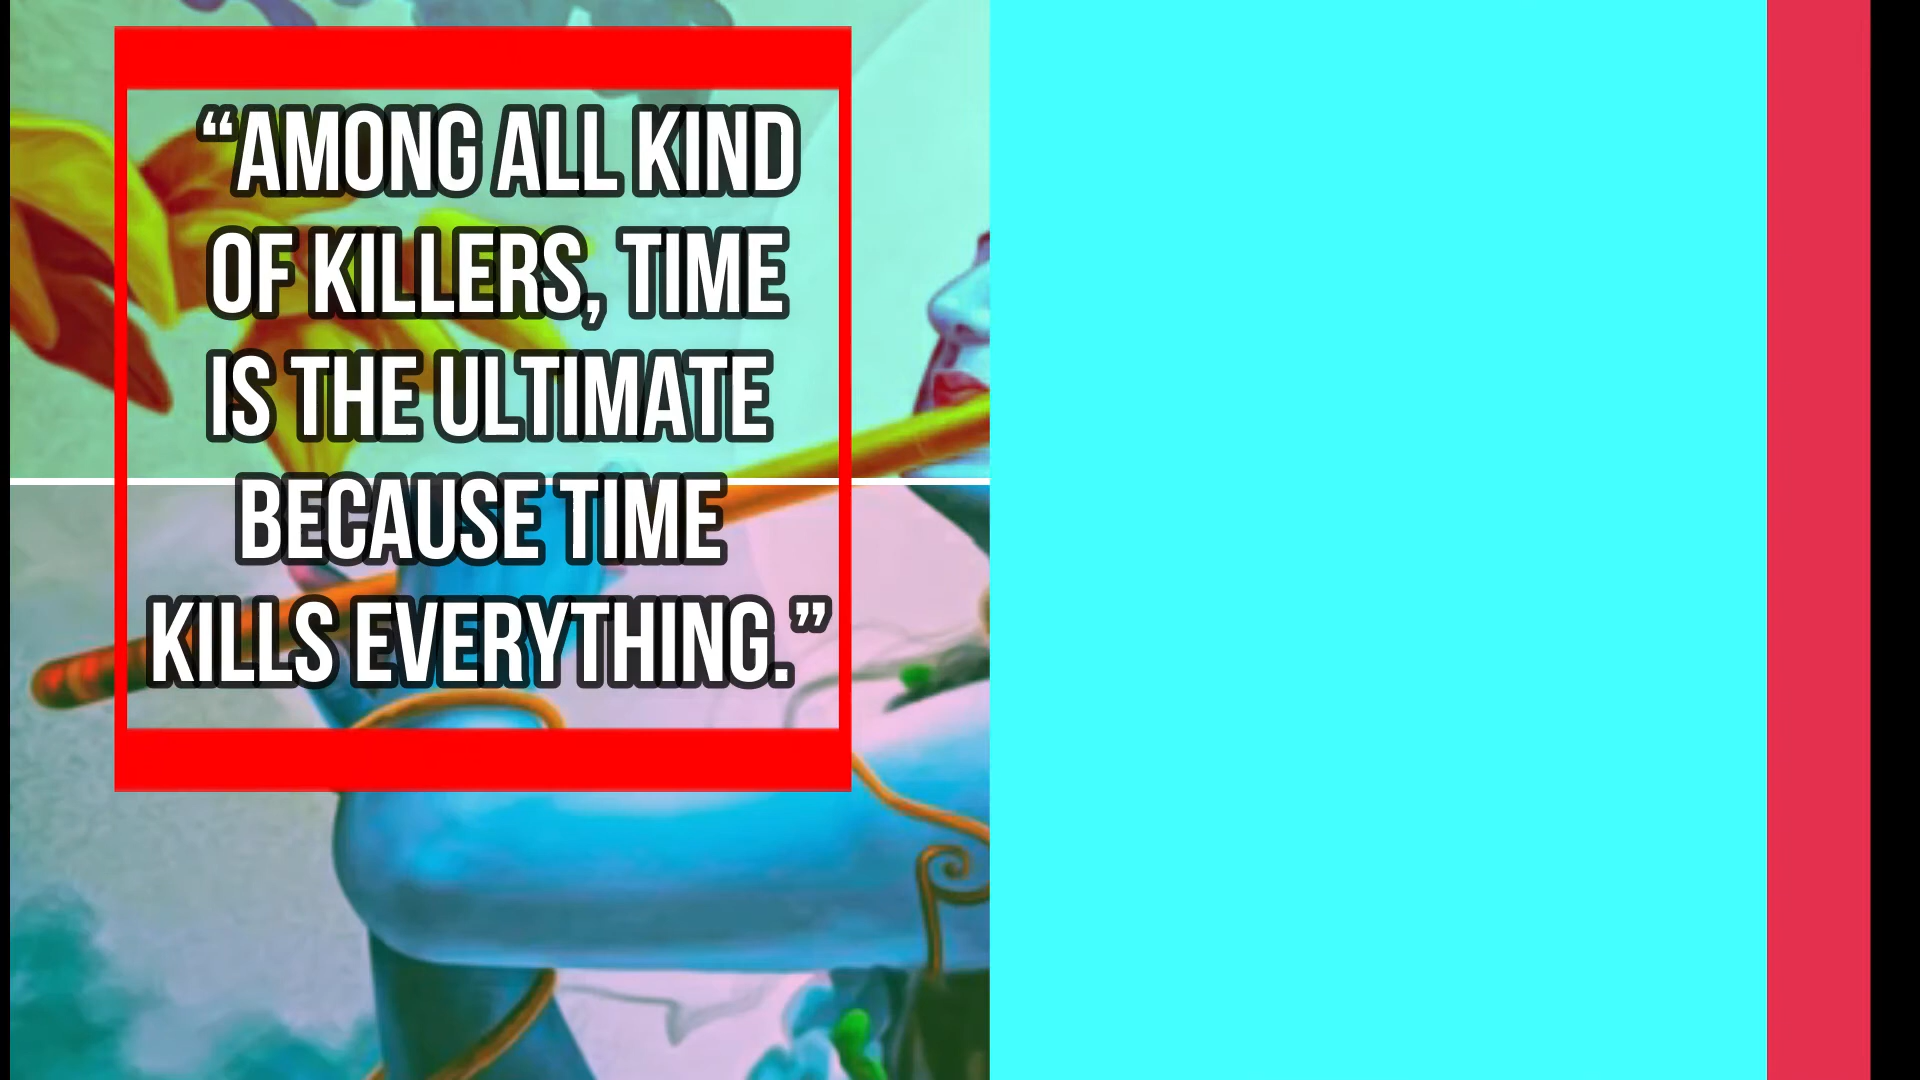 “AMONG ALL KIND
OF KILLERS, TIME
IS THE ULTIMATE
BECAUSE TIME
KILLS EVERYTHING.”